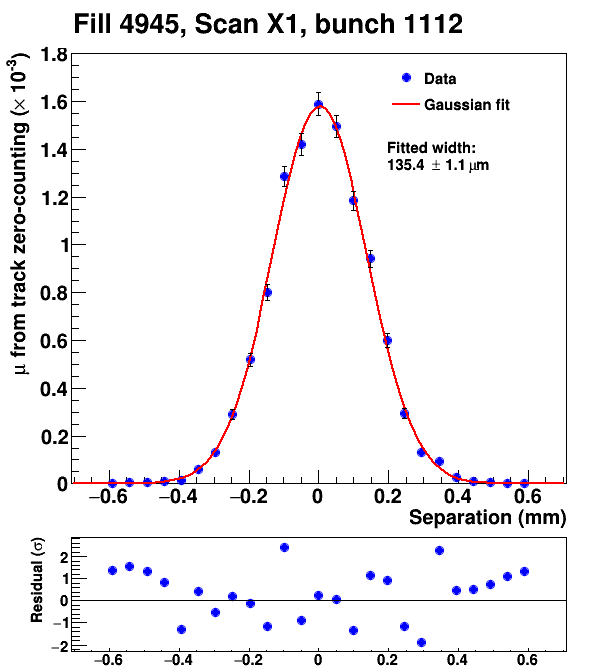 Fill 4945, Scan X1, bunch 1112
μ from track zero-counting (× 10⁻³)
1.8
1.6
1.4
1.2
1
0.8
0.6
0.4
0.2
0
Data
Gaussian fit
Fitted width:
135.4 ± 1.1 μm
−0.6 −0.4 −0.2 0 0.2 0.4 0.6
Separation (mm)
Residual (σ)
2
1
0
−1
−2
−0.6 −0.4 −0.2 0 0.2 0.4 0.6